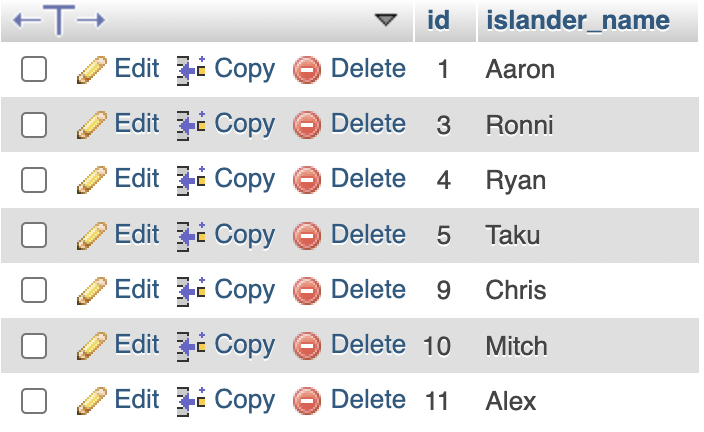 id islander_name
Edit Copy Delete 1 Aaron
Edit Copy Delete 3 Ronni
Edit Copy Delete 4 Ryan
Edit Copy Delete 5 Taku
Edit Copy Delete 9 Chris
Edit Copy Delete 10 Mitch
Edit Copy Delete 11 Alex